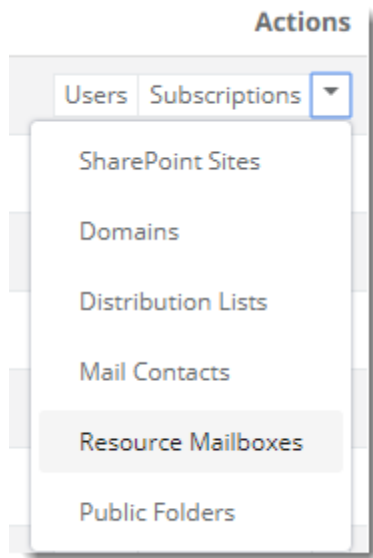 Actions
Users Subscriptions
SharePoint Sites
Domains
Distribution Lists
Mail Contacts
Resource Mailboxes
Public Folders